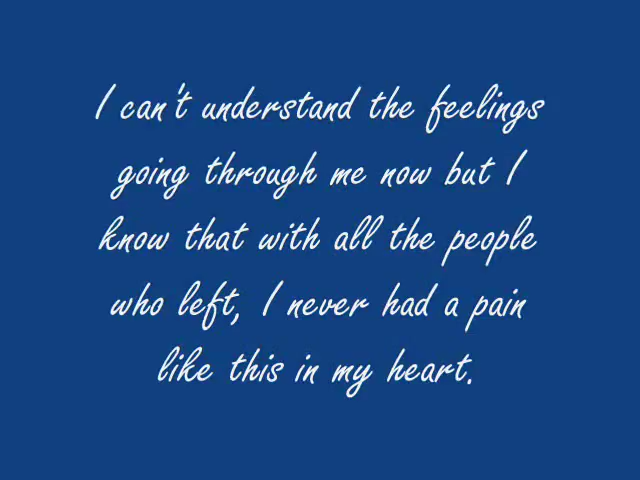 I can't understand the feelings
going through me now but I
know that with all the people
who left, I never had a pain
like this in my heart.